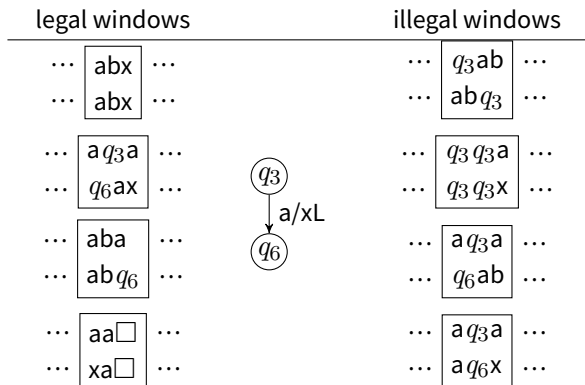 legal windows illegal windows
⋯ abx ⋯
⋯ abx ⋯
⋯ aq₃a ⋯
⋯ q₆ax ⋯
⋯ aba ⋯
⋯ abq₆ ⋯
⋯ aa□ ⋯
⋯ xa□ ⋯
q₃
a/xL
q₆
⋯ q₃ab ⋯
⋯ abq₃ ⋯
⋯ q₃q₃a ⋯
⋯ q₃q₃x ⋯
⋯ aq₃a ⋯
⋯ q₆ab ⋯
⋯ aq₃a ⋯
⋯ aq₆x ⋯